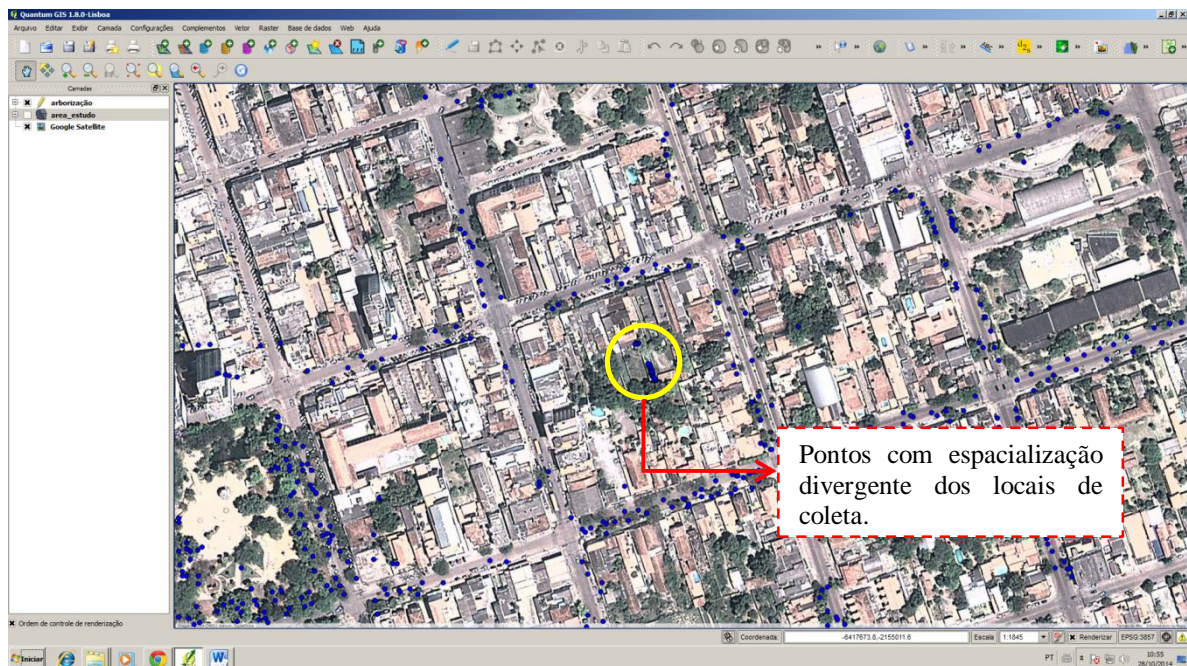 Quantum GIS 1.8.0-Lisboa
Arquivo Editar Exibir Camada Configurações Complementos Vetor Raster Base de dados Web Ajuda
Camadas
arborização
area_estudo
Google Satellite
Pontos com espacialização
divergente dos locais de
coleta.
Ordem de controle de renderização
Coordenada: -6417673.8,-2155011.6 Escala 1:1845 Renderizar EPSG:3857
Iniciar
PT
10:55
28/10/2014